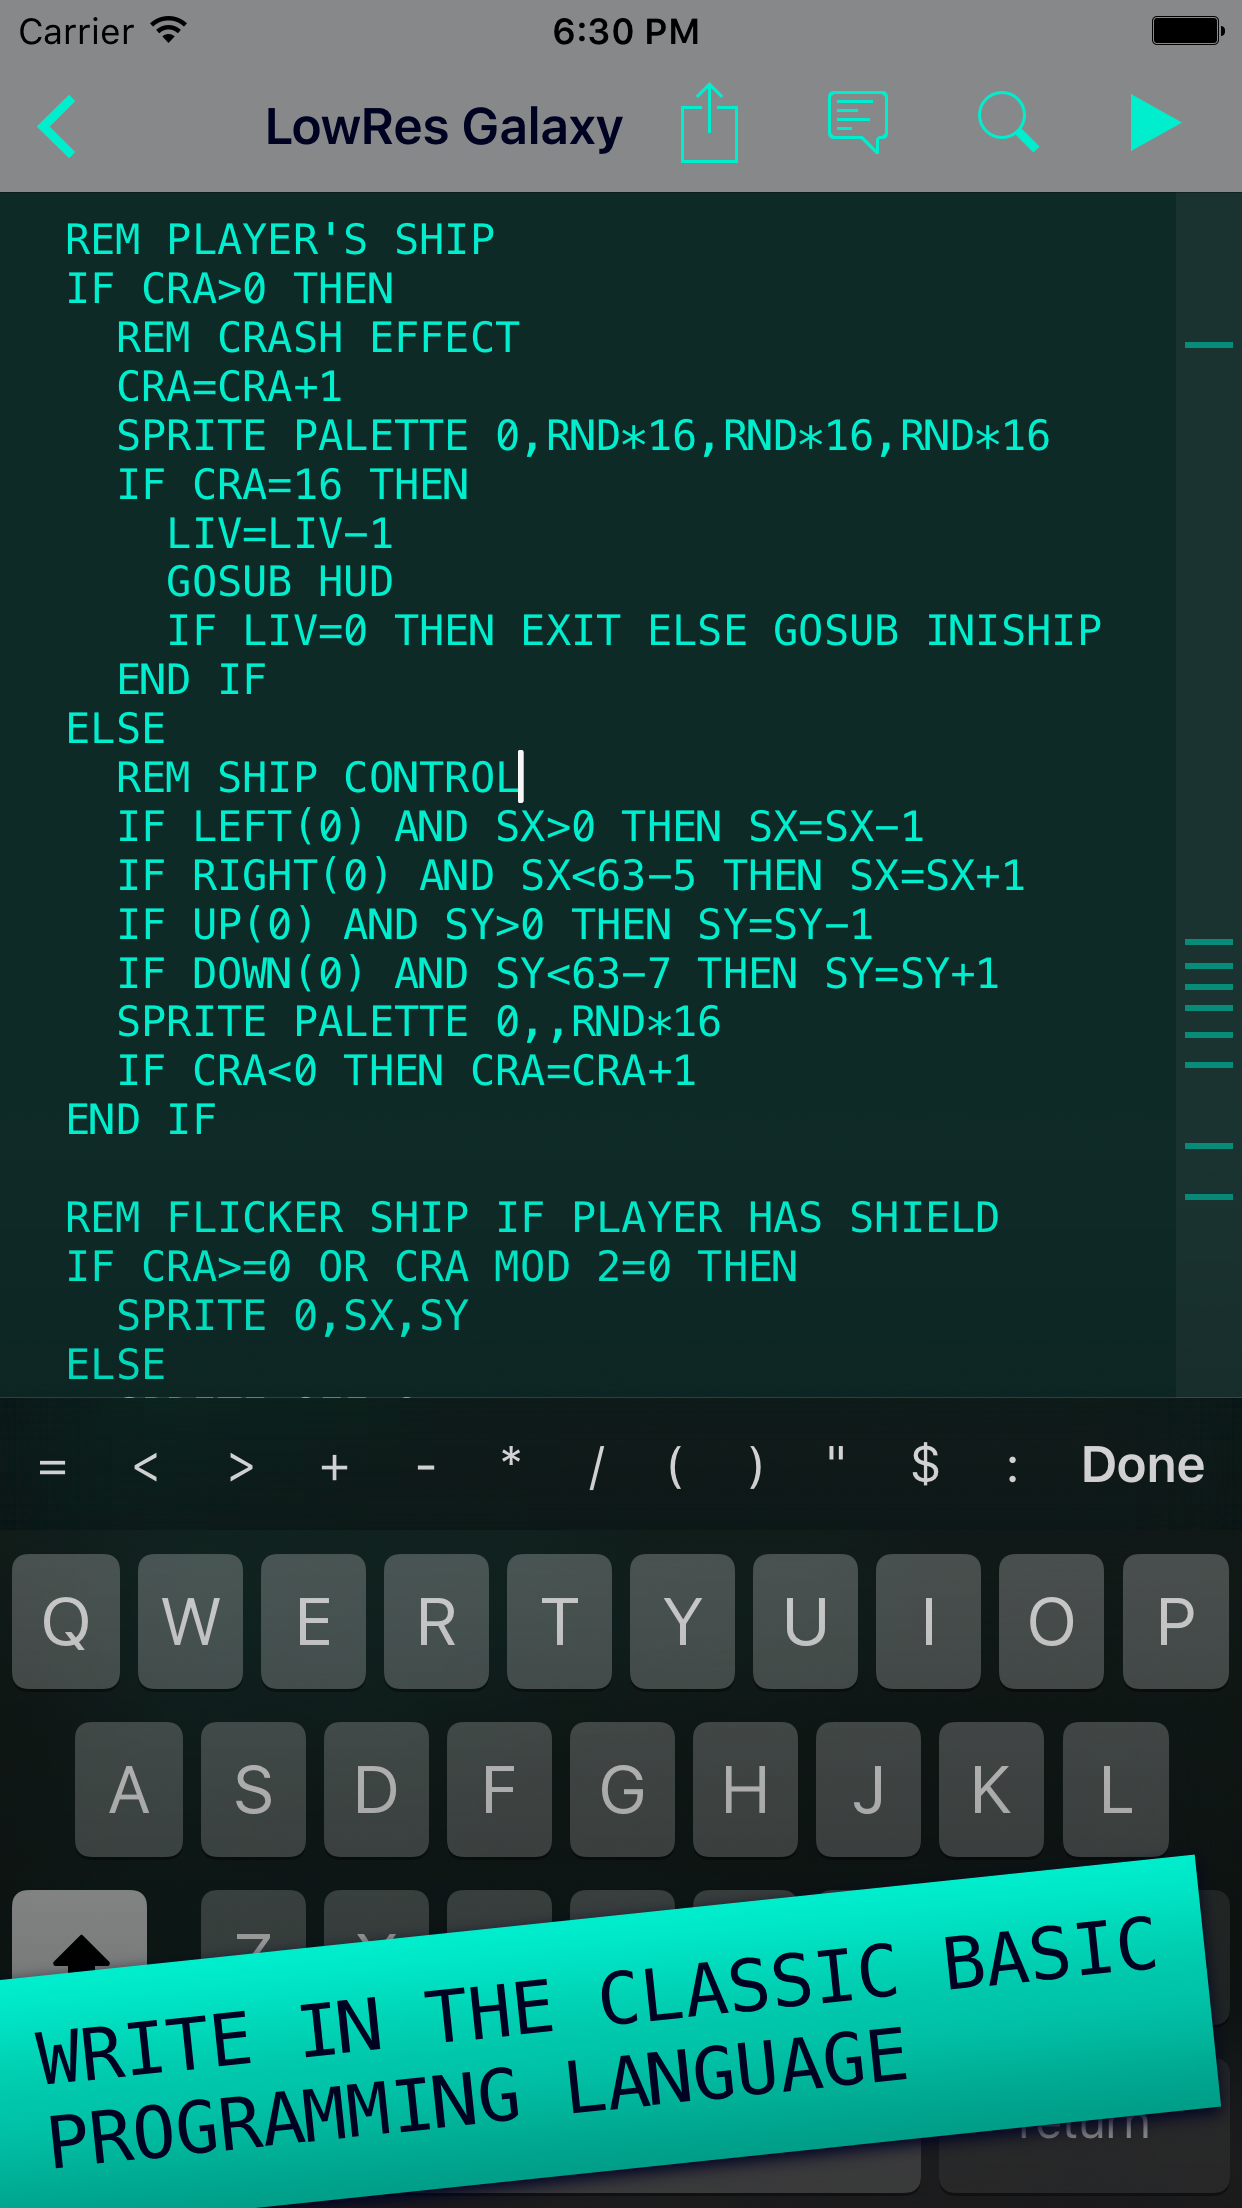 Carrier 6:30 PM
LowRes Galaxy
REM PLAYER'S SHIP
IF CRA>0 THEN
  REM CRASH EFFECT
  CRA=CRA+1
  SPRITE PALETTE 0,RND*16,RND*16,RND*16
  IF CRA=16 THEN
    LIV=LIV-1
    GOSUB HUD
    IF LIV=0 THEN EXIT ELSE GOSUB INISHIP
  END IF
ELSE
  REM SHIP CONTROL
  IF LEFT(0) AND SX>0 THEN SX=SX-1
  IF RIGHT(0) AND SX<63-5 THEN SX=SX+1
  IF UP(0) AND SY>0 THEN SY=SY-1
  IF DOWN(0) AND SY<63-7 THEN SY=SY+1
  SPRITE PALETTE 0,,RND*16
  IF CRA<0 THEN CRA=CRA+1
END IF

REM FLICKER SHIP IF PLAYER HAS SHIELD
IF CRA>=0 OR CRA MOD 2=0 THEN
  SPRITE 0,SX,SY
ELSE
= < > + - * / ( ) " $ : Done
Q W E R T Y U I O P
A S D F G H J K L
Z X
WRITE IN THE CLASSIC BASIC
PROGRAMMING LANGUAGE
return